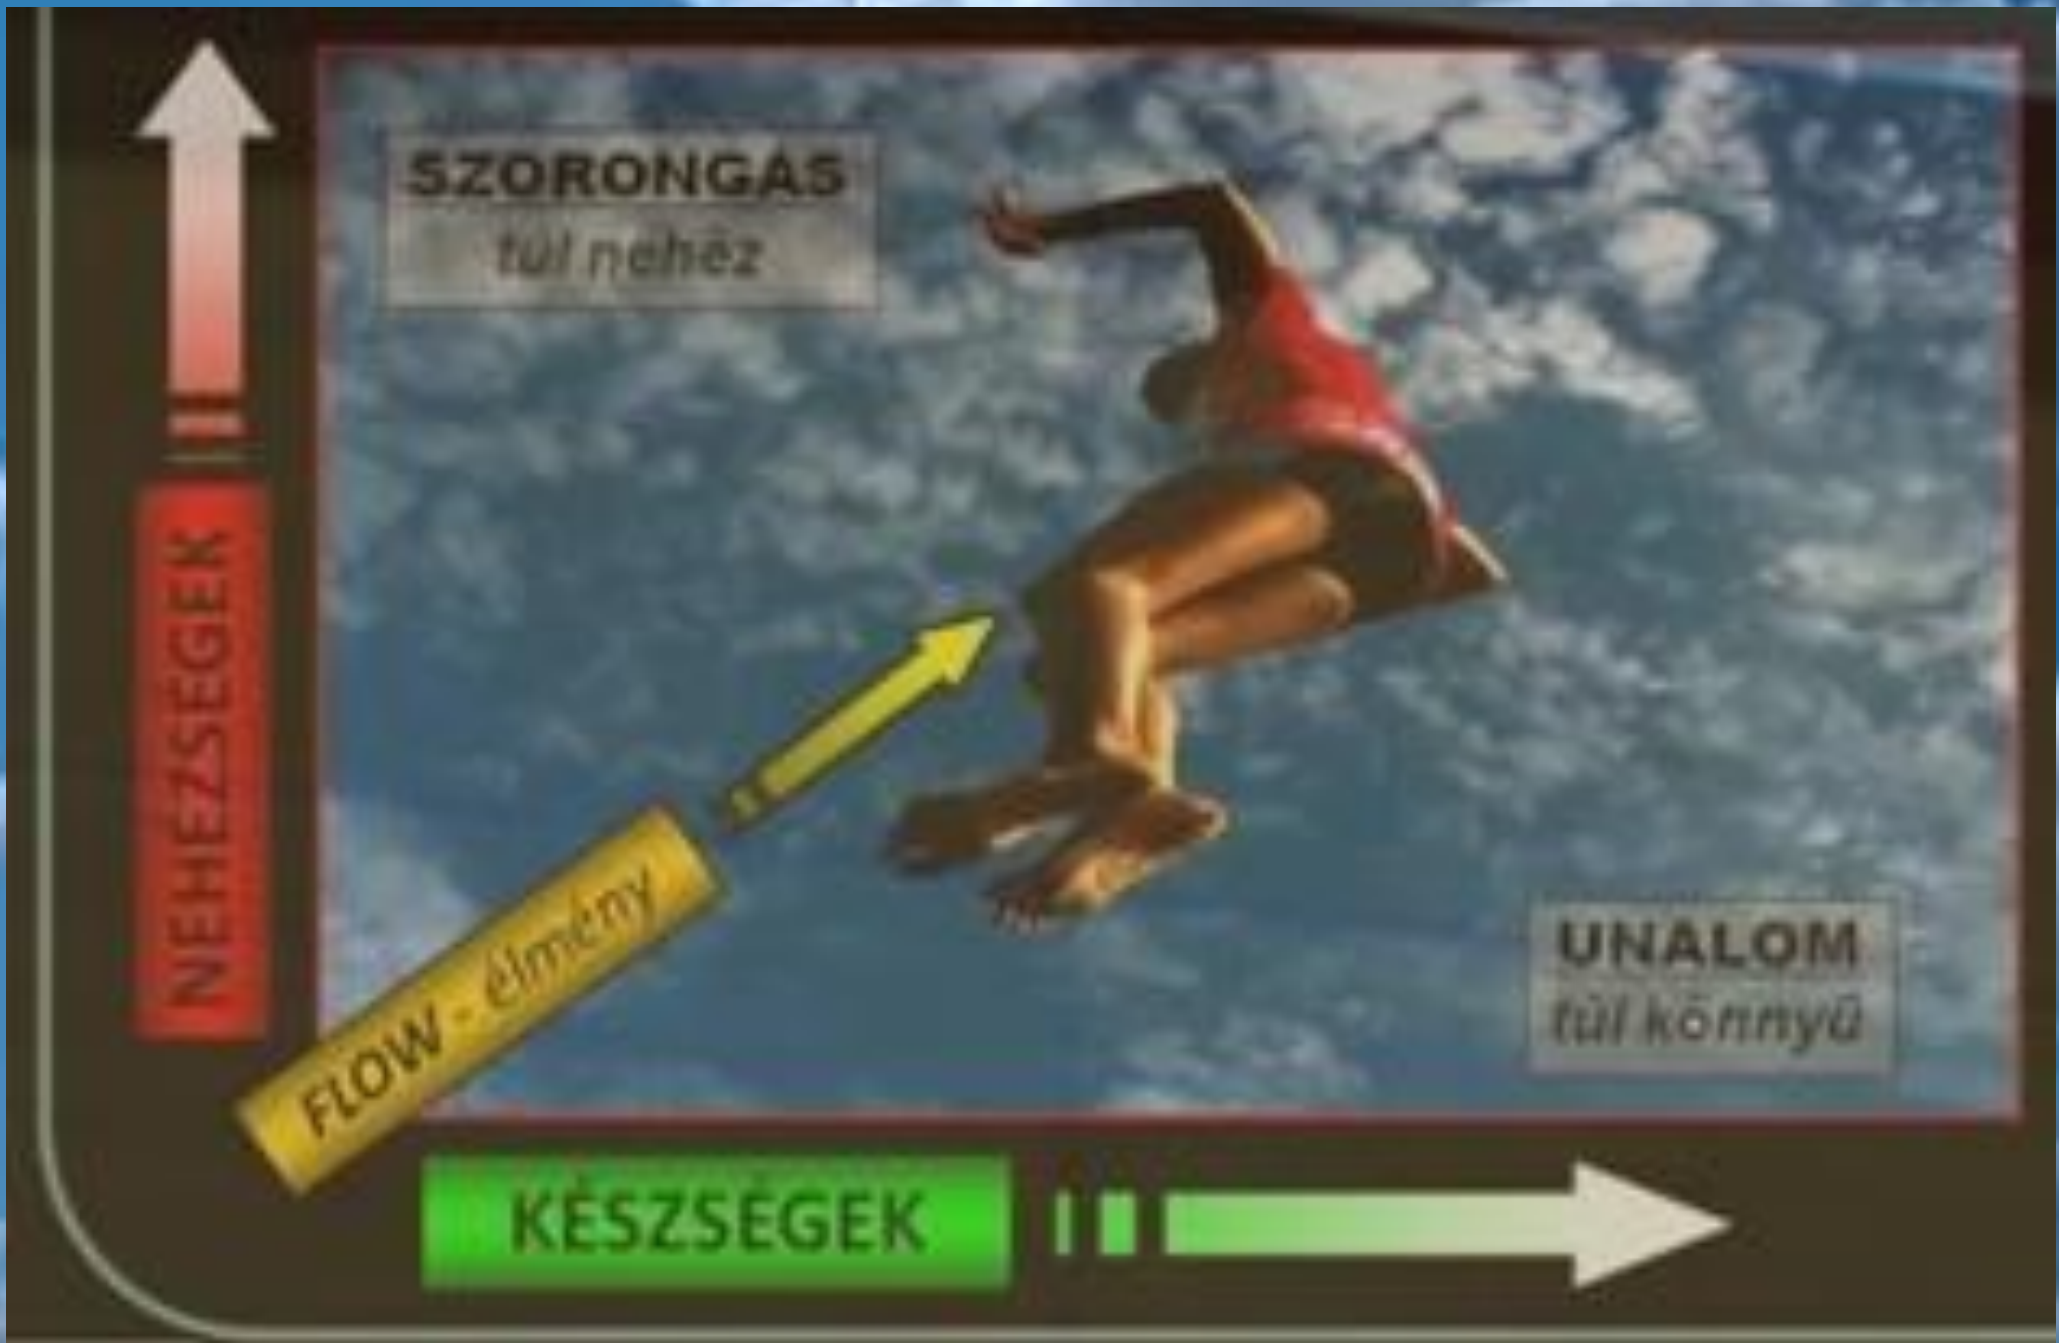 SZORONGÁS
túl nehéz
NEHÉZSÉGEK
FLOW - élmény
UNALOM
túl könnyű
KÉSZSÉGEK